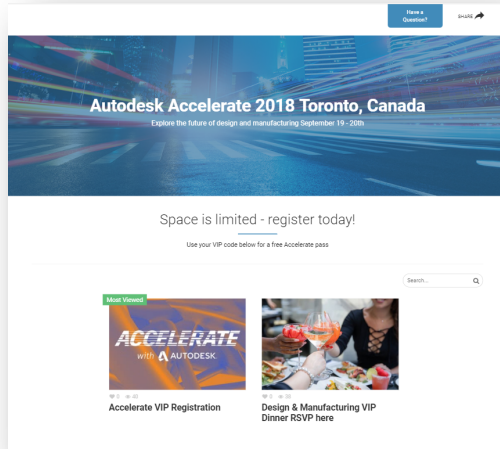 Have a
Question?
SHARE
Autodesk Accelerate 2018 Toronto, Canada
Explore the future of design and manufacturing September 19 - 20th
Space is limited - register today!
Use your VIP code below for a free Accelerate pass
Search...
Most Viewed
ACCELERATE
with AUTODESK
0
0
Accelerate VIP Registration
Design & Manufacturing VIP
Dinner RSVP here